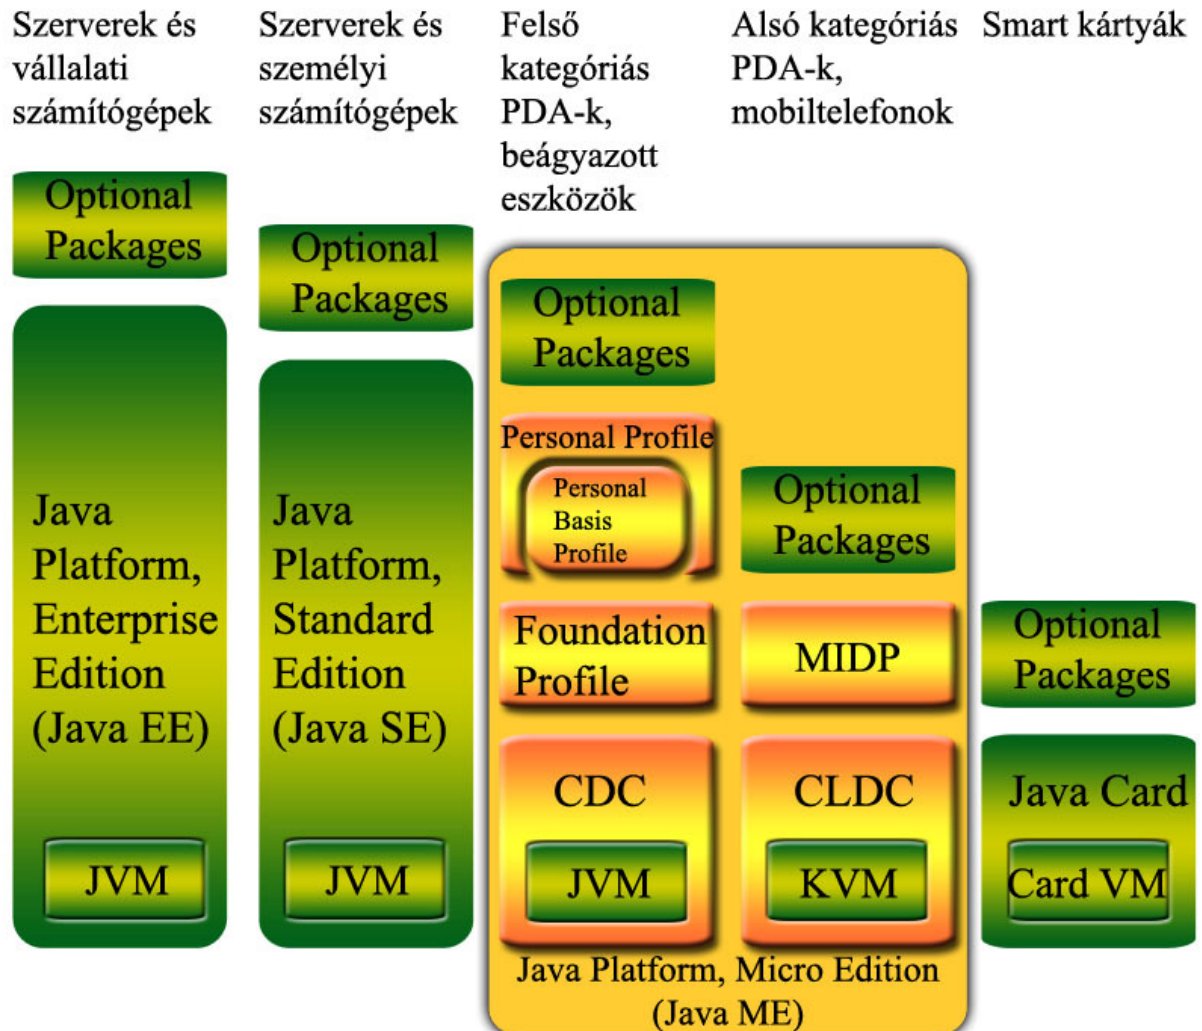 Szerverek és
vállalati
számítógépek
Szerverek és
személyi
számítógépek
Felső
kategóriás
PDA-k,
beágyazott
eszközök
Alsó kategóriás
PDA-k,
mobiltelefonok
Smart kártyák
Optional
Packages
Java
Platform,
Enterprise
Edition
(Java EE)
JVM
Optional
Packages
Java
Platform,
Standard
Edition
(Java SE)
JVM
Optional
Packages
Personal Profile
Personal
Basis
Profile
Foundation
Profile
CDC
JVM
Optional
Packages
MIDP
CLDC
KVM
Java Platform, Micro Edition
(Java ME)
Optional
Packages
Java Card
Card VM